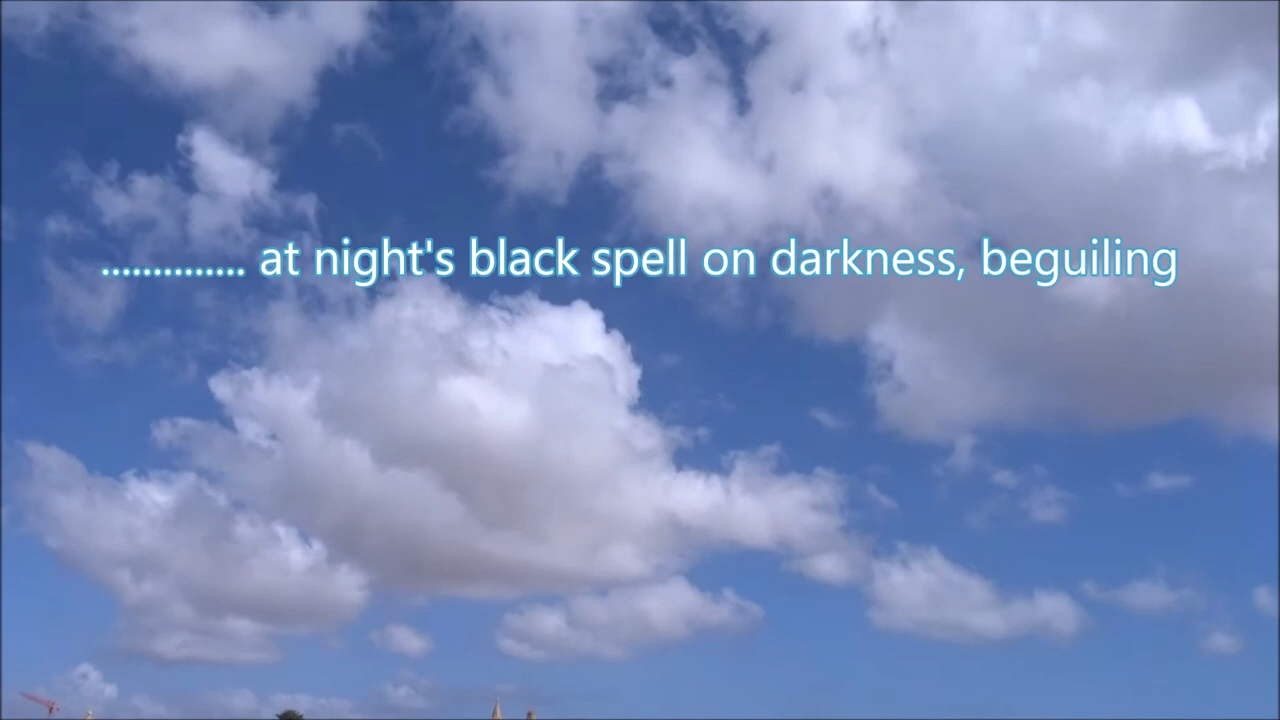 .............. at night's black spell on darkness, beguiling